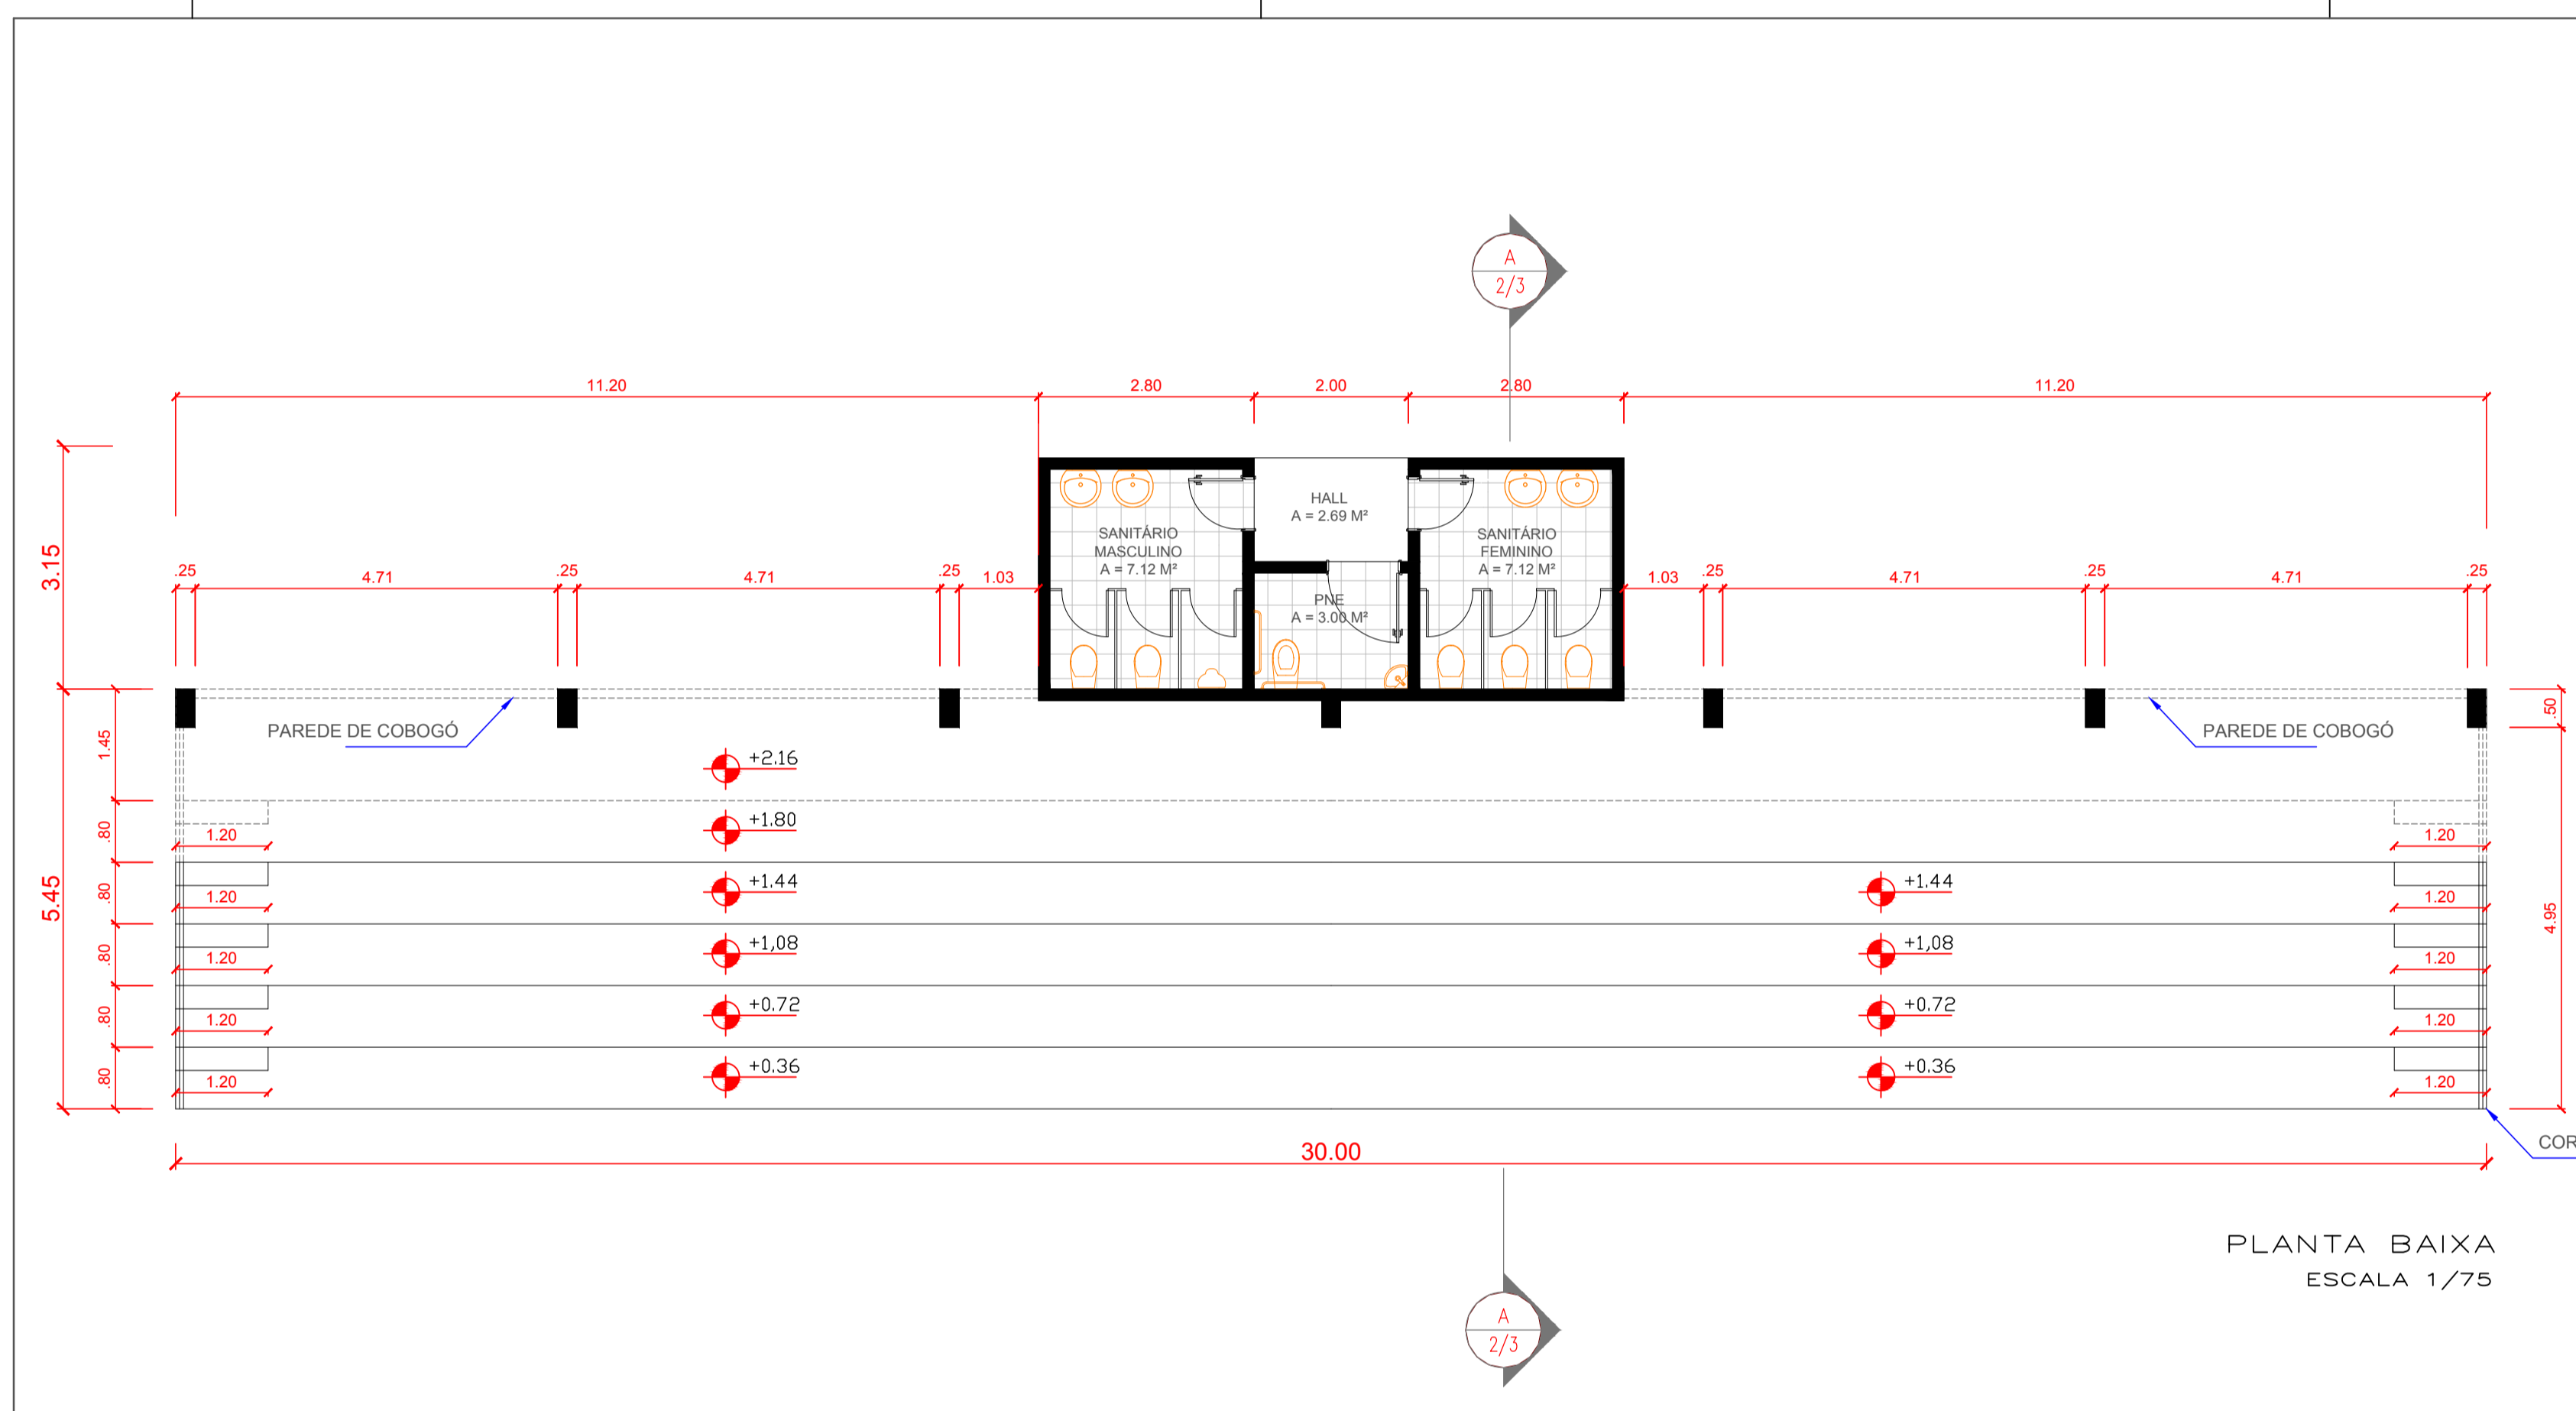 A
2/3
11.20
2.80
2.00
2.80
11.20
3.15
HALL
A = 2.69 M²
SANITÁRIO
MASCULINO
A = 7.12 M²
SANITÁRIO
FEMININO
A = 7.12 M²
PNE
A = 3.00 M²
.25
4.71
.25
4.71
.25
1.03
1.03
.25
4.71
.25
4.71
.25
PAREDE DE COBOGÓ
PAREDE DE COBOGÓ
.50
1.45
+2.16
.80
1.20
+1.80
1.20
5.45
.80
1.20
+1.44
+1.44
1.20
4.95
.80
1.20
+1,08
+1,08
1.20
.80
1.20
+0.72
+0.72
1.20
.80
1.20
+0.36
+0.36
1.20
COR
30.00
PLANTA BAIXA
ESCALA 1/75
A
2/3